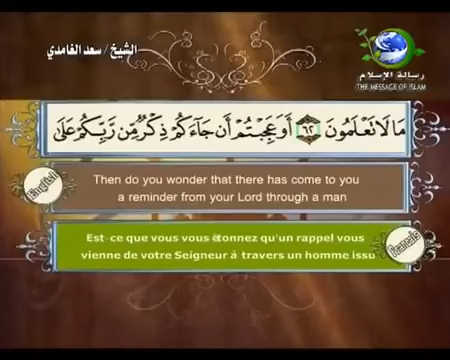 الشيخ / سعد الغامدي
رسالة الإسلام
THE MESSAGE OF ISLAM
مَا لَا تَعْلَمُونَ ٦٢ أَوَعَجِبْتُمْ أَن جَاءَكُمْ ذِكْرٌ مِّن رَّبِّكُمْ عَلَىٰ
English
Then do you wonder that there has come to you
a reminder from your Lord through a man
Est-ce que vous vous étonnez qu'un rappel vous
vienne de votre Seigneur á travers un homme issu
Francais